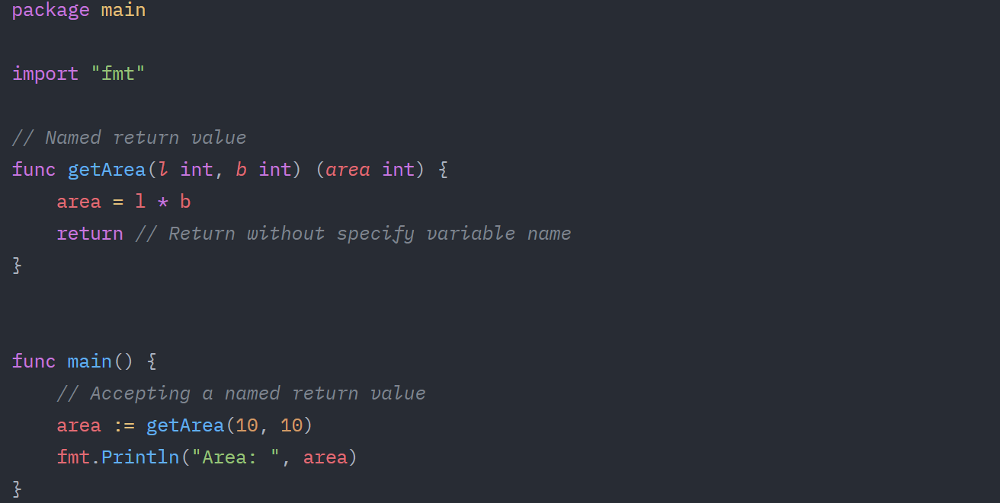 package main
import "fmt"
// Named return value
func getArea(l int, b int) (area int) {
    area = l * b
    return // Return without specify variable name
}
func main() {
    // Accepting a named return value
    area := getArea(10, 10)
    fmt.Println("Area: ", area)
}